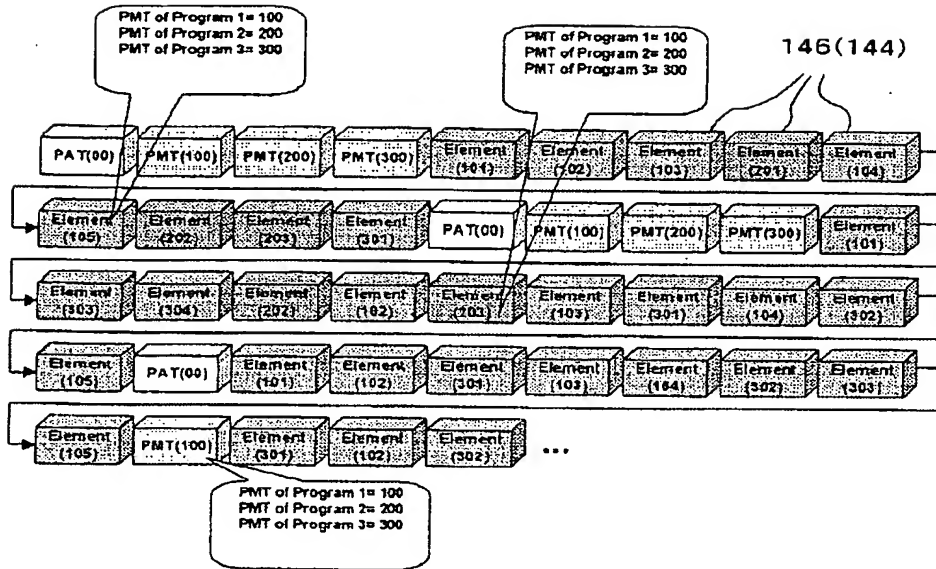 PMT of Program 1= 100
PMT of Program 2= 200
PMT of Program 3= 300
PMT of Program 1= 100
PMT of Program 2= 200
PMT of Program 3= 300
146(144)
PAT(00)
PMT(100)
PMT(200)
PMT(300)
Element
(101)
Element
(102)
Element
(103)
Element
(201)
Element
(104)
Element
(105)
Element
(202)
Element
(203)
Element
(301)
PAT(00)
PMT(100)
PMT(200)
PMT(300)
Element
(101)
Element
(303)
Element
(304)
Element
(202)
Element
(102)
Element
(203)
Element
(103)
Element
(301)
Element
(104)
Element
(302)
Element
(105)
PAT(00)
Element
(101)
Element
(102)
Element
(301)
Element
(103)
Element
(104)
Element
(302)
Element
(303)
Element
(105)
PMT(100)
Element
(301)
Element
(102)
Element
(302)
...
PMT of Program 1= 100
PMT of Program 2= 200
PMT of Program 3= 300